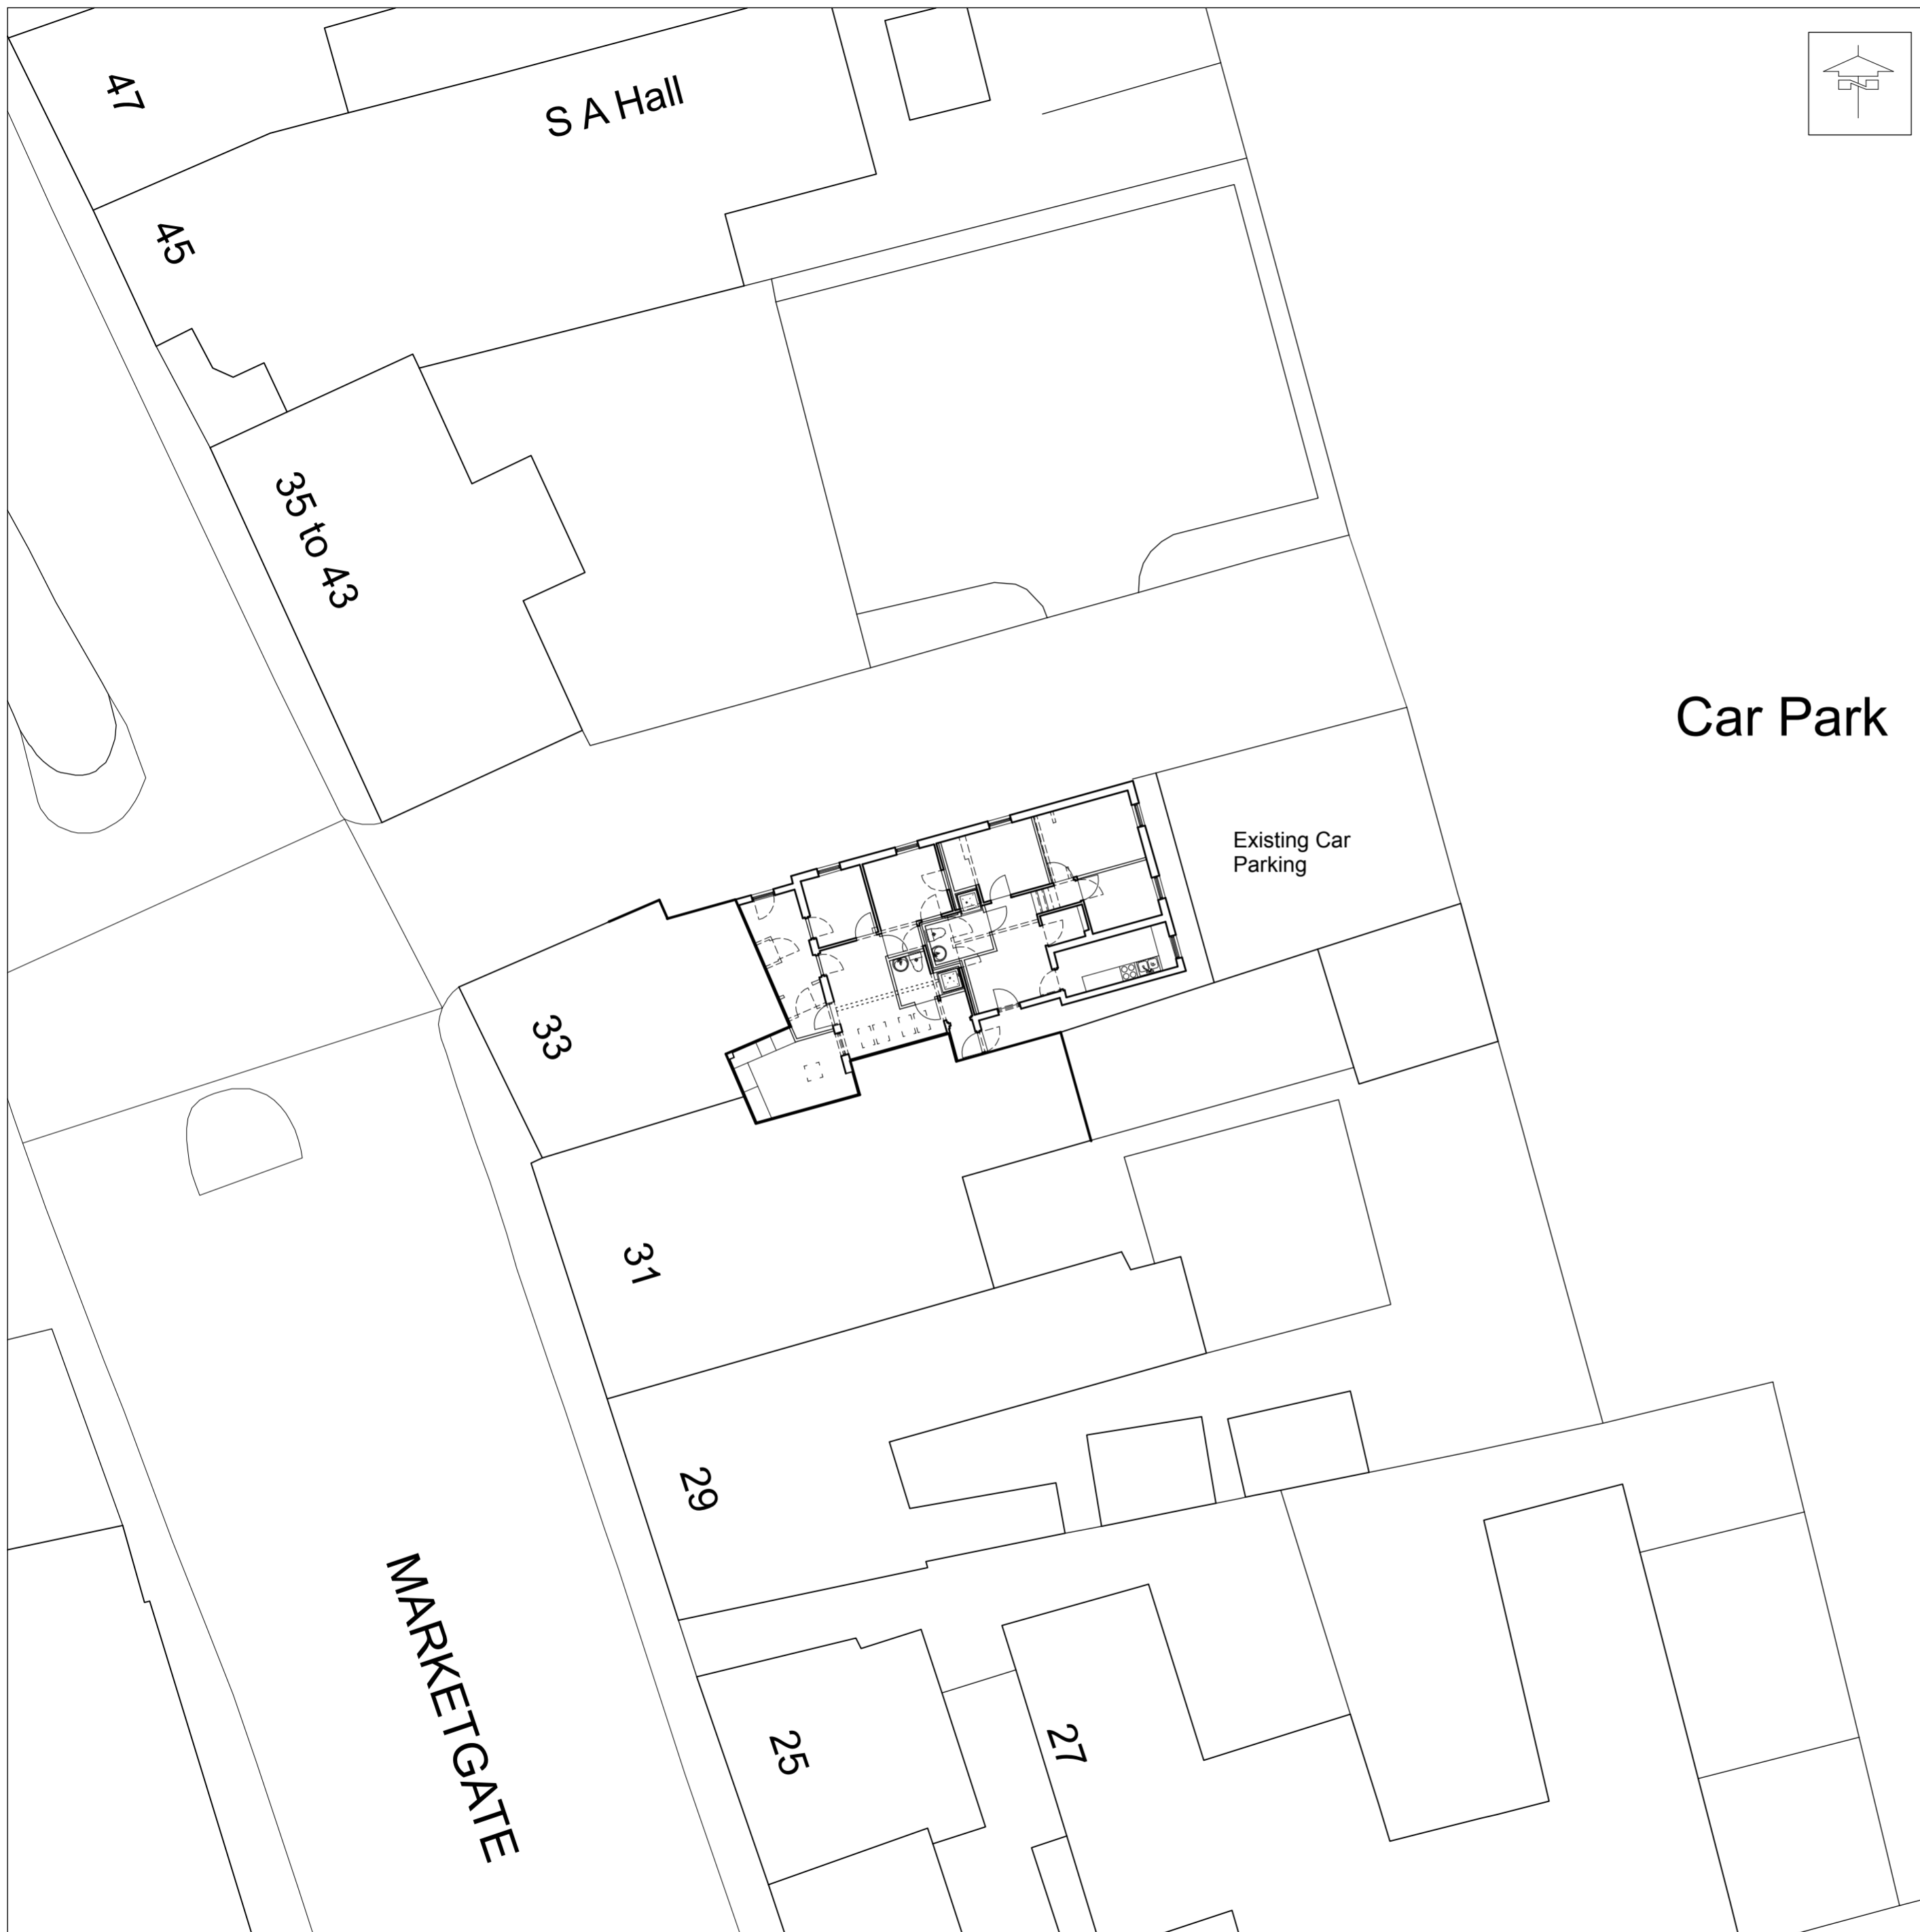 47
S A Hall
45
35 to 43
Car Park
Existing Car
Parking
33
31
29
MARKETGATE
25
27